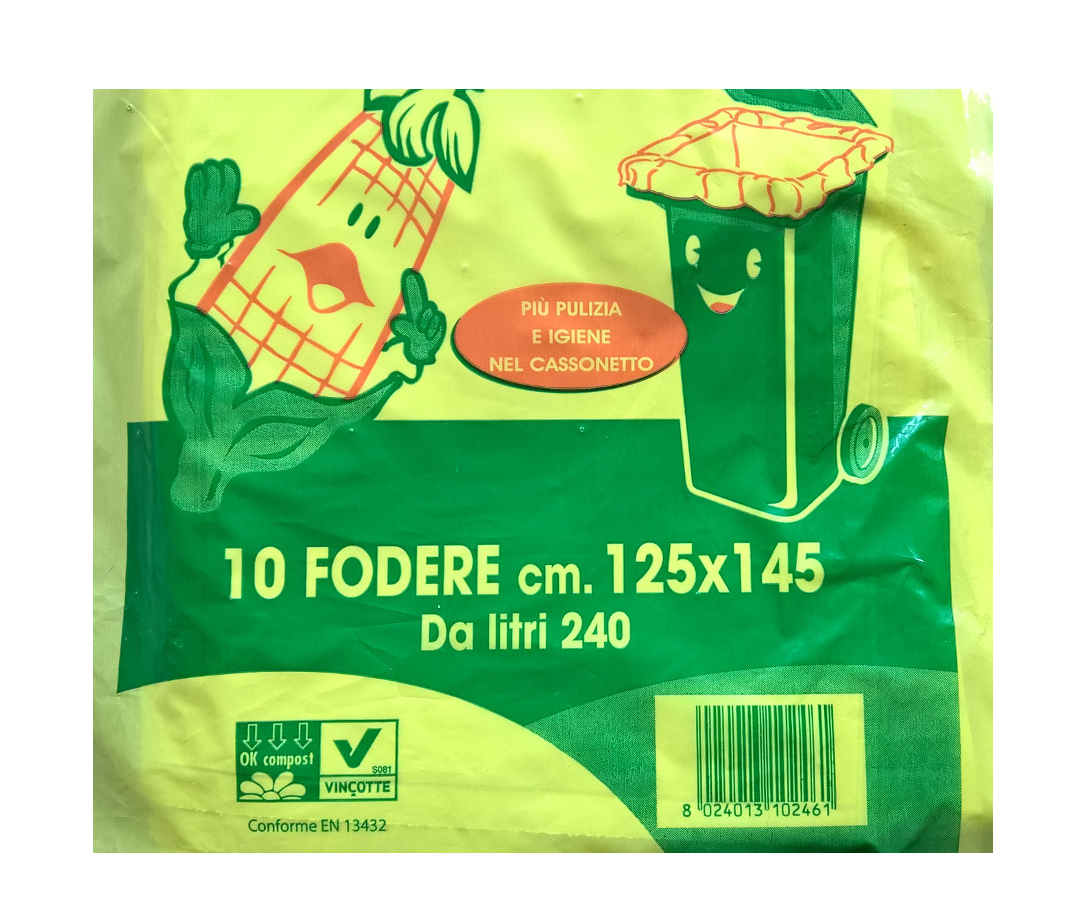 PIÙ PULIZIA
E IGIENE
NEL CASSONETTO
10 FODERE cm. 125x145
Da litri 240
OK compost
S081
VINÇOTTE
Conforme EN 13432
8 024013 102461